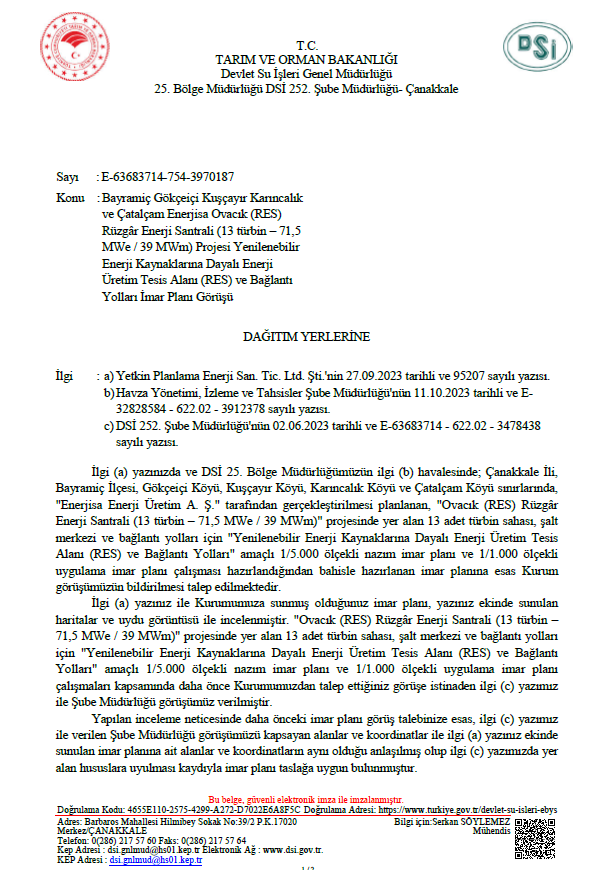 T.C.
TARIM VE ORMAN BAKANLIĞI
Devlet Su İşleri Genel Müdürlüğü
25. Bölge Müdürlüğü DSİ 252. Şube Müdürlüğü- Çanakkale
DSİ
Sayı : E-63683714-754-3970187
Konu : Bayramiç Gökçeiçi Kuşçayır Karıncalık
ve Çatalçam Enerjisa Ovacık (RES)
Rüzgâr Enerji Santrali (13 türbin – 71,5
MWe / 39 MWm) Projesi Yenilenebilir
Enerji Kaynaklarına Dayalı Enerji
Üretim Tesis Alanı (RES) ve Bağlantı
Yolları İmar Planı Görüşü
DAĞITIM YERLERİNE
İlgi : a) Yetkin Planlama Enerji San. Tic. Ltd. Şti.'nin 27.09.2023 tarihli ve 95207 sayılı yazısı.
b) Havza Yönetimi, İzleme ve Tahsisler Şube Müdürlüğü'nün 11.10.2023 tarihli ve E-
32828584 - 622.02 - 3912378 sayılı yazısı.
c) DSİ 252. Şube Müdürlüğü'nün 02.06.2023 tarihli ve E-63683714 - 622.02 - 3478438
sayılı yazısı.
İlgi (a) yazınızda ve DSİ 25. Bölge Müdürlüğümüzün ilgi (b) havalesinde; Çanakkale İli,
Bayramiç İlçesi, Gökçeiçi Köyü, Kuşçayır Köyü, Karıncalık Köyü ve Çatalçam Köyü sınırlarında,
"Enerjisa Enerji Üretim A. Ş." tarafından gerçekleştirilmesi planlanan, "Ovacık (RES) Rüzgâr
Enerji Santrali (13 türbin – 71,5 MWe / 39 MWm)" projesinde yer alan 13 adet türbin sahası, şalt
merkezi ve bağlantı yolları için "Yenilenebilir Enerji Kaynaklarına Dayalı Enerji Üretim Tesis
Alanı (RES) ve Bağlantı Yolları" amaçlı 1/5.000 ölçekli nazım imar planı ve 1/1.000 ölçekli
uygulama imar planı çalışması hazırlandığından bahisle hazırlanan imar planına esas Kurum
görüşümüzün bildirilmesi talep edilmektedir.
İlgi (a) yazınız ile Kurumumuza sunmuş olduğunuz imar planı, yazınız ekinde sunulan
haritalar ve uydu görüntüsü ile incelenmiştir. "Ovacık (RES) Rüzgâr Enerji Santrali (13 türbin –
71,5 MWe / 39 MWm)" projesinde yer alan 13 adet türbin sahası, şalt merkezi ve bağlantı yolları
için "Yenilenebilir Enerji Kaynaklarına Dayalı Enerji Üretim Tesis Alanı (RES) ve Bağlantı
Yolları" amaçlı 1/5.000 ölçekli nazım imar planı ve 1/1.000 ölçekli uygulama imar planı
çalışmaları kapsamında daha önce Kurumumuzdan talep ettiğiniz görüşe istinaden ilgi (c) yazımız
ile Şube Müdürlüğü görüşümüz verilmiştir.
Yapılan inceleme neticesinde daha önceki imar planı görüş talebinize esas, ilgi (c) yazımız
ile verilen Şube Müdürlüğü görüşümüzü kapsayan alanlar ve koordinatlar ile ilgi (a) yazınız ekinde
sunulan imar planına ait alanlar ve koordinatların aynı olduğu anlaşılmış olup ilgi (c) yazımızda yer
alan hususlara uyulması kaydıyla imar planı taslağa uygun bulunmuştur.
Bu belge, güvenli elektronik imza ile imzalanmıştır.
Doğrulama Kodu: 4655E110-2575-4299-A272-D7022E6A8F5C Doğrulama Adresi: https://www.turkiye.gov.tr/devlet-su-isleri-ebys
Adres: Barbaros Mahallesi Hilmibey Sokak No:39/2 P.K.17020 Bilgi için:Serkan SÖYLEMEZ
Merkez/ÇANAKKALE Mühendis
Telefon: 0(286) 217 57 60 Faks: 0(286) 217 57 64
Kep Adresi : dsi.gnlmud@hs01.kep.tr Elektronik Ağ : www.dsi.gov.tr.
KEP Adresi : dsi.gnlmud@hs01.kep.tr